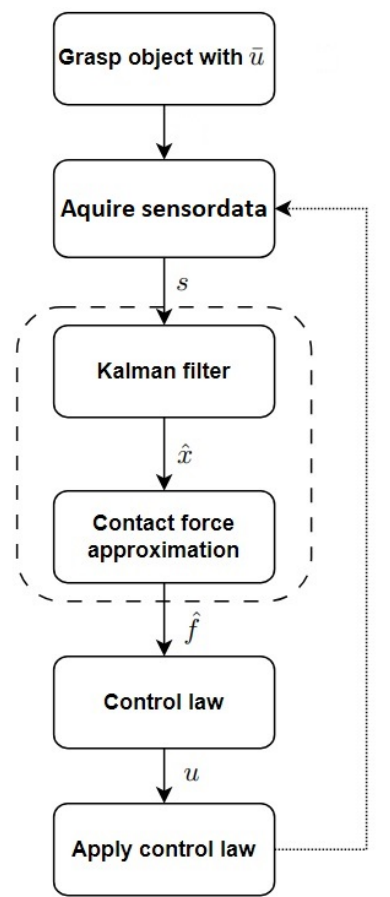 Grasp object with ū
Aquire sensordata
s
Kalman filter
x̂
Contact force
approximation
f̂
Control law
u
Apply control law